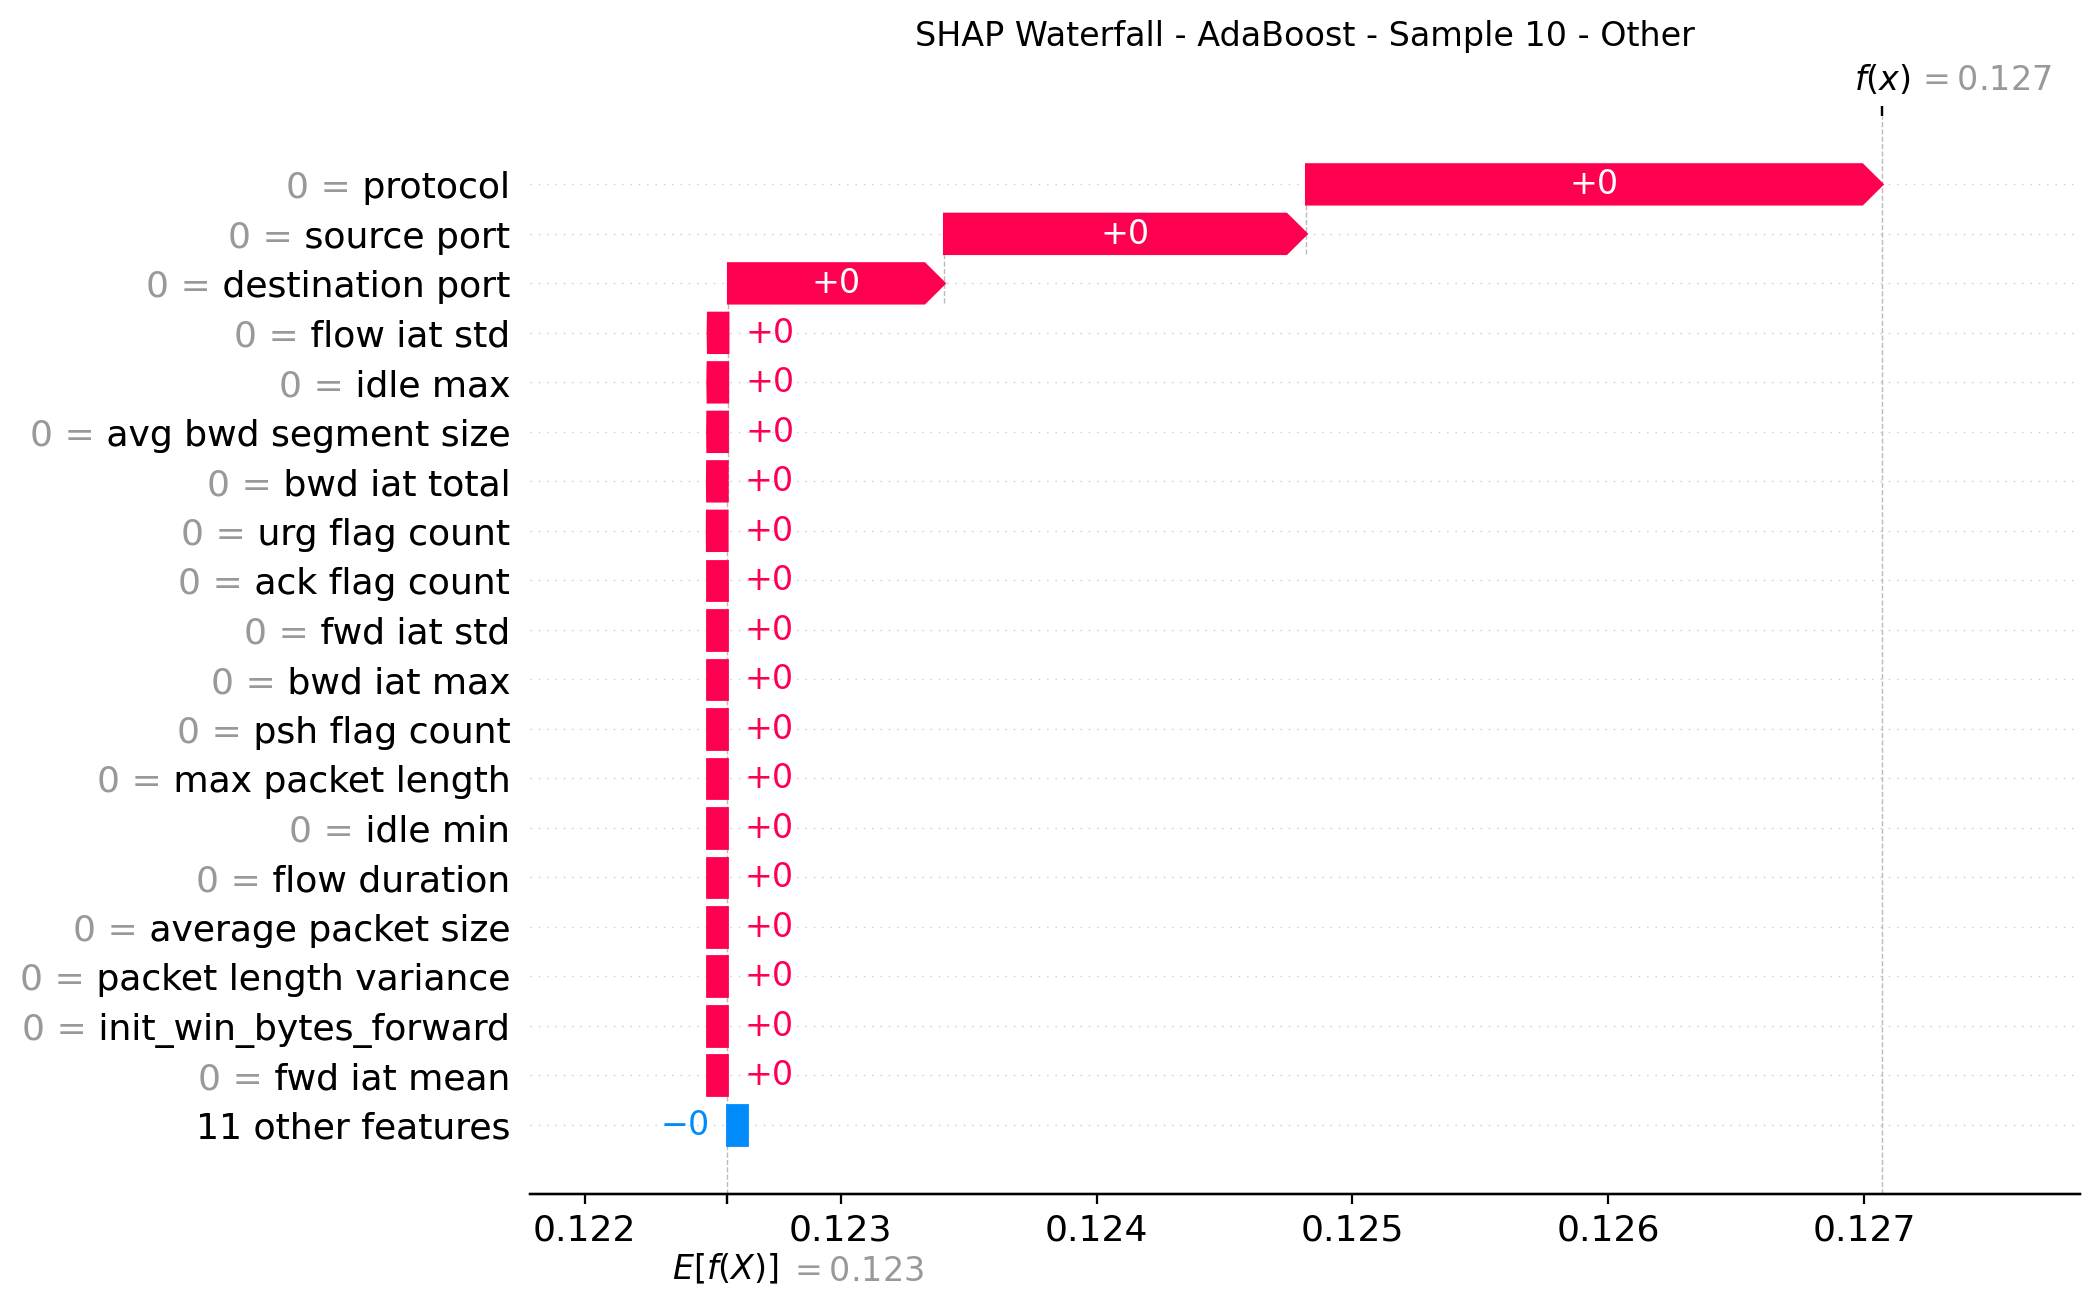 SHAP Waterfall - AdaBoost - Sample 10 - Other
f(x) = 0.127
0 = protocol +0
0 = source port +0
0 = destination port +0
0 = flow iat std +0
0 = idle max +0
0 = avg bwd segment size +0
0 = bwd iat total +0
0 = urg flag count +0
0 = ack flag count +0
0 = fwd iat std +0
0 = bwd iat max +0
0 = psh flag count +0
0 = max packet length +0
0 = idle min +0
0 = flow duration +0
0 = average packet size +0
0 = packet length variance +0
0 = init_win_bytes_forward +0
0 = fwd iat mean +0
11 other features −0
0.122 0.123 0.124 0.125 0.126 0.127
E[f(X)] = 0.123